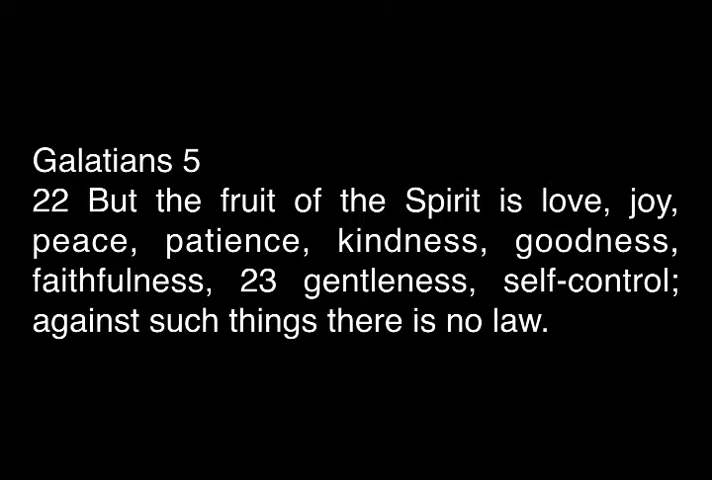 Galatians 5
22 But the fruit of the Spirit is love, joy,
peace, patience, kindness, goodness,
faithfulness, 23 gentleness, self-control;
against such things there is no law.